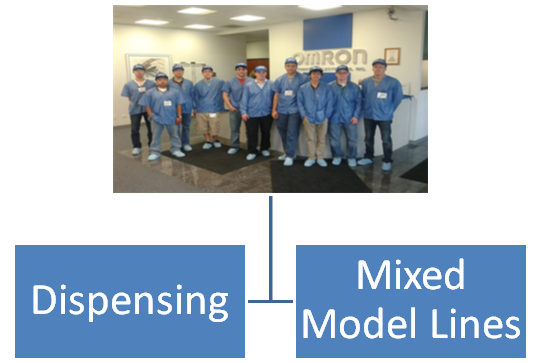 OMRON
Dispensing
Mixed
Model Lines